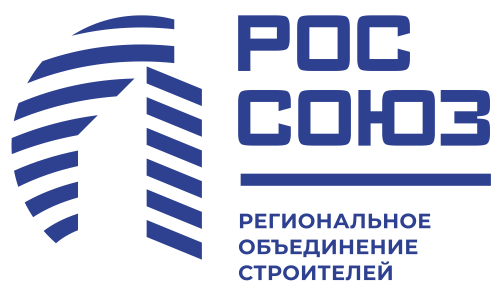 РОС
СОЮЗ
РЕГИОНАЛЬНОЕ
ОБЪЕДИНЕНИЕ
СТРОИТЕЛЕЙ